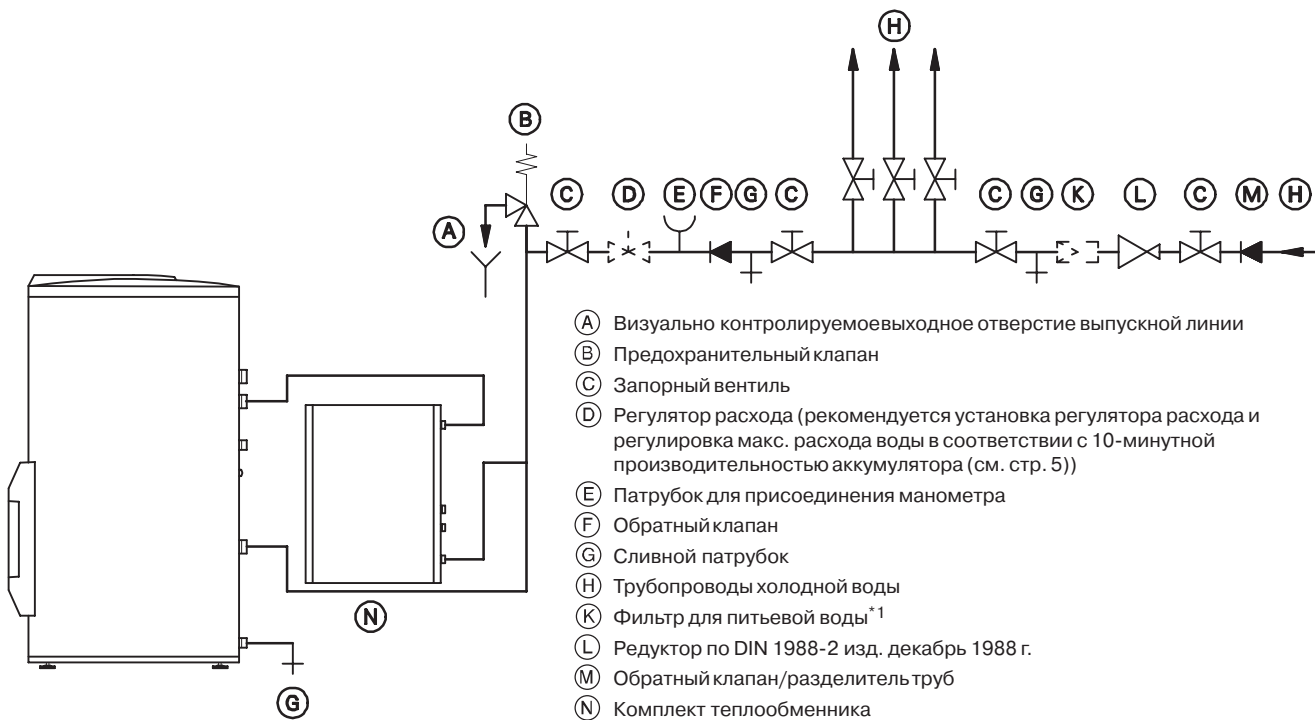 H
B
C D E F G C C G K L C M H
A
N
G
A Визуально контролируемоевыходное отверстие выпускной линии
B Предохранительный клапан
C Запорный вентиль
D Регулятор расхода (рекомендуется установка регулятора расхода и
регулировка макс. расхода воды в соответствии с 10-минутной
производительностью аккумулятора (см. стр. 5))
E Патрубок для присоединения манометра
F Обратный клапан
G Сливной патрубок
H Трубопроводы холодной воды
K Фильтр для питьевой воды*1
L Редуктор по DIN 1988-2 изд. декабрь 1988 г.
M Обратный клапан/разделитель труб
N Комплект теплообменника